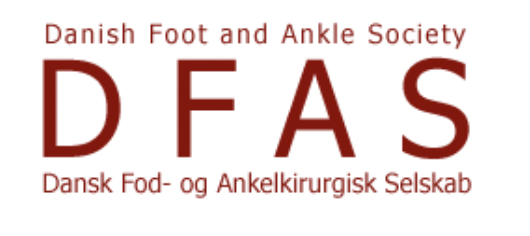 Danish Foot and Ankle Society
DFAS
Dansk Fod- og Ankelkirurgisk Selskab